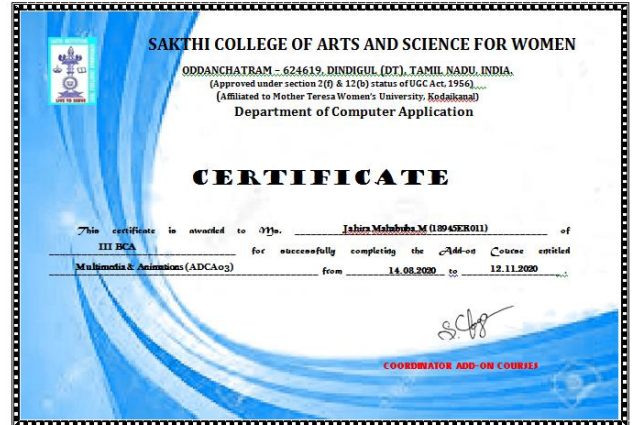 SAKTHI COLLEGE OF ARTS AND SCIENCE FOR WOMEN
ODDANCHATRAM – 624619, DINDIGUL (DT), TAMIL NADU, INDIA.
(Approved under section 2(f) & 12(b) status of UGC Act, 1956)
(Affiliated to Mother Teresa Women's University, Kodaikanal)
Department of Computer Application
LIVE TO SERVE
CERTIFICATE
This certificate is awarded to Ms. Jahira Mahabuba.M (18945ER011) of
III BCA for successfully completing the Add-on Course entitled
Multimedia & Animations (ADCA03) from 14.08.2020 to 12.11.2020.
COORDINATOR ADD-ON COURSES